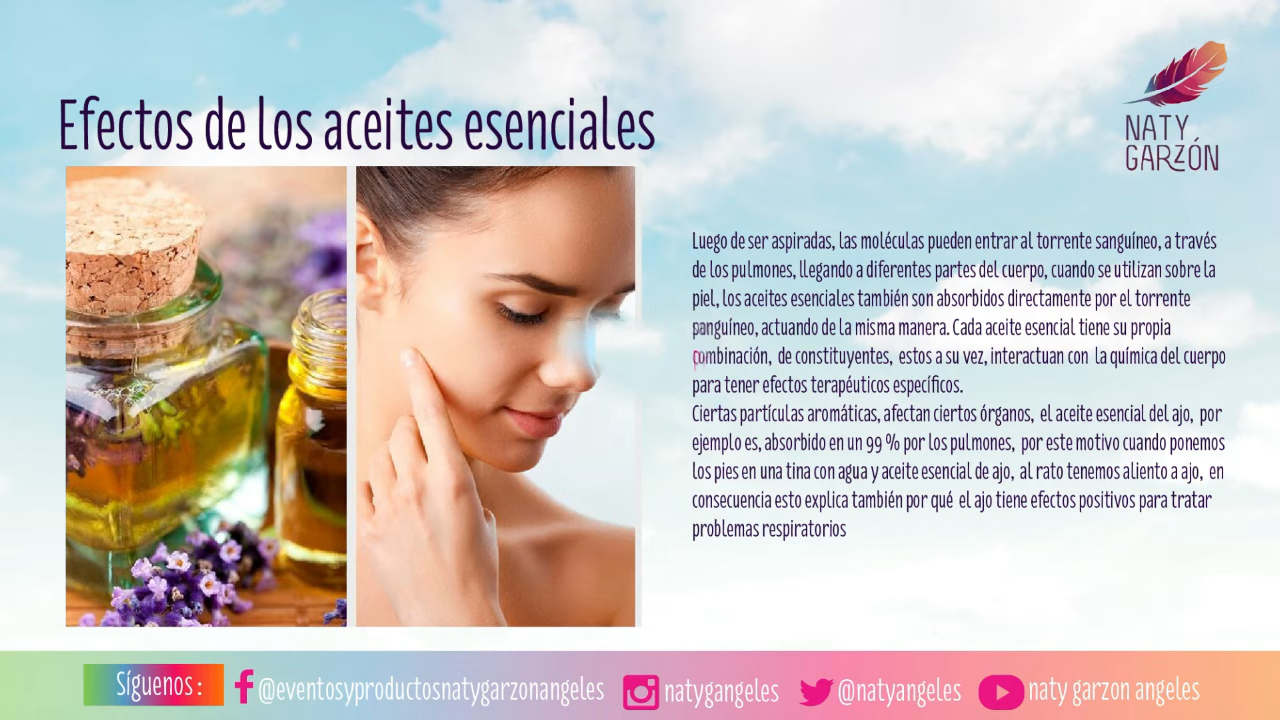 Efectos de los aceites esenciales
NATY
GARZÓN
Luego de ser aspiradas, las moléculas pueden entrar al torrente sanguíneo, a través
de los pulmones, llegando a diferentes partes del cuerpo, cuando se utilizan sobre la
piel, los aceites esenciales también son absorbidos directamente por el torrente
sanguíneo, actuando de la misma manera. Cada aceite esencial tiene su propia
combinación, de constituyentes, estos a su vez, interactuan con la química del cuerpo
para tener efectos terapéuticos específicos.
Ciertas partículas aromáticas, afectan ciertos órganos, el aceite esencial del ajo, por
ejemplo es, absorbido en un 99 % por los pulmones, por este motivo cuando ponemos
los pies en una tina con agua y aceite esencial de ajo, al rato tenemos aliento a ajo, en
consecuencia esto explica también por qué el ajo tiene efectos positivos para tratar
problemas respiratorios
Síguenos: @eventosyproductosnatygarzonangeles natygangeles @natyangeles naty garzon angeles